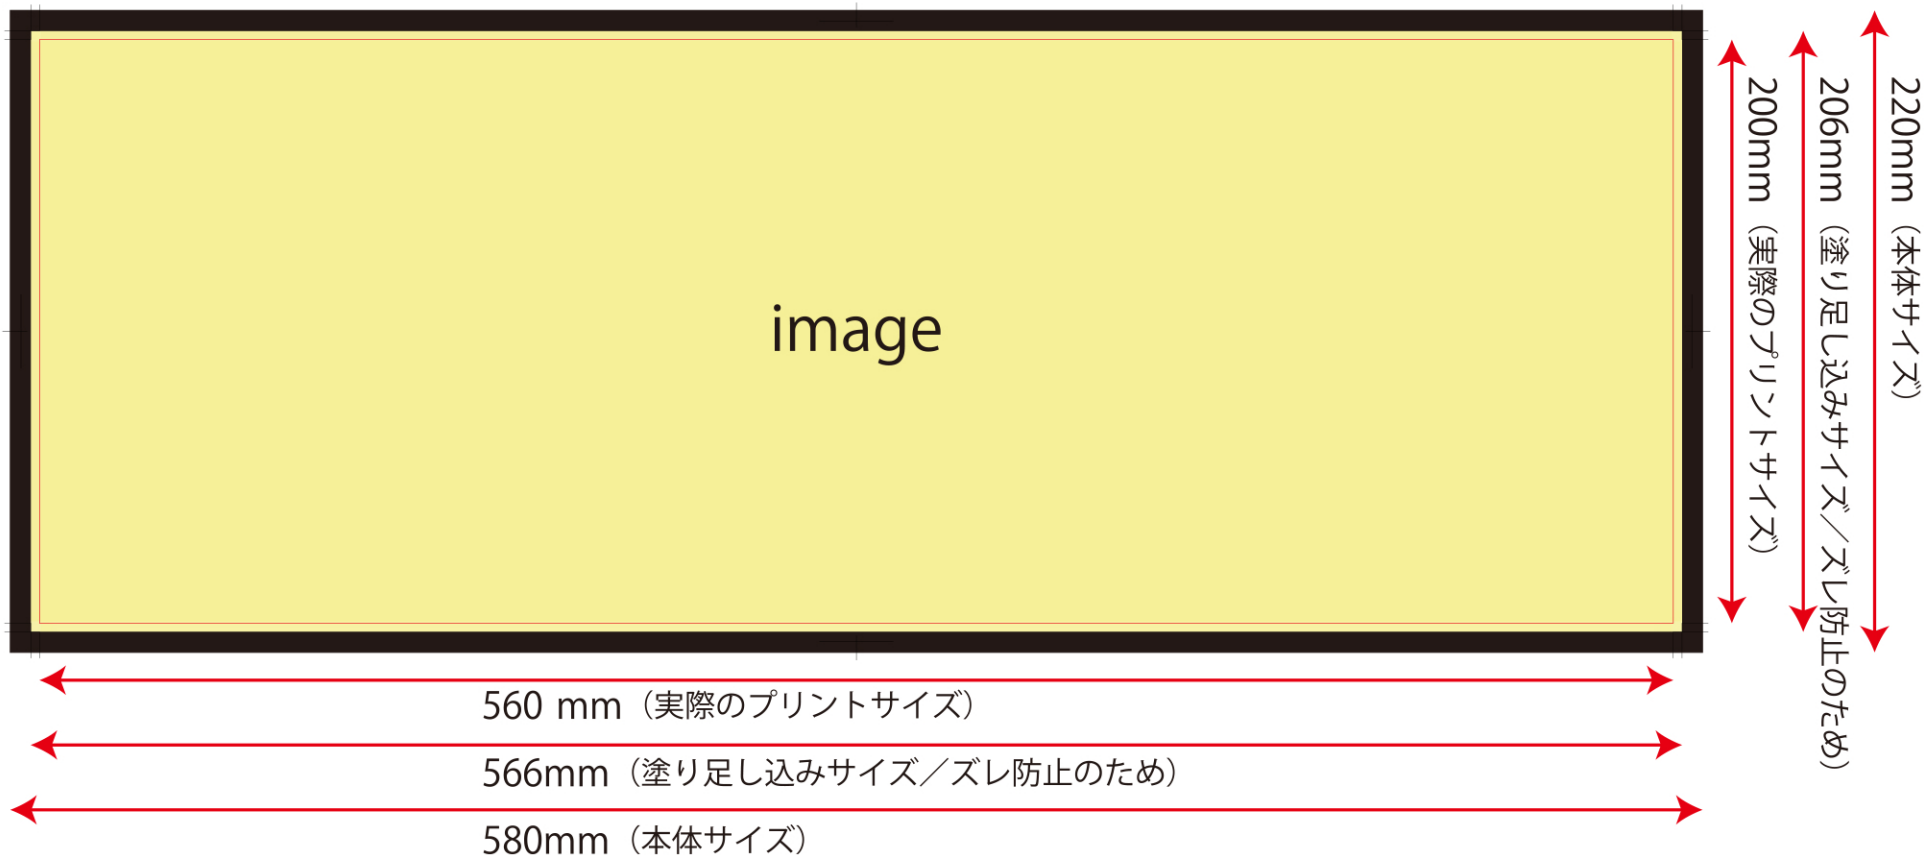 image
200mm（実際のプリントサイズ）
206mm（塗り足し込みサイズ／ズレ防止のため）
220mm（本体サイズ）
560 mm（実際のプリントサイズ）
566mm（塗り足し込みサイズ／ズレ防止のため）
580mm（本体サイズ）